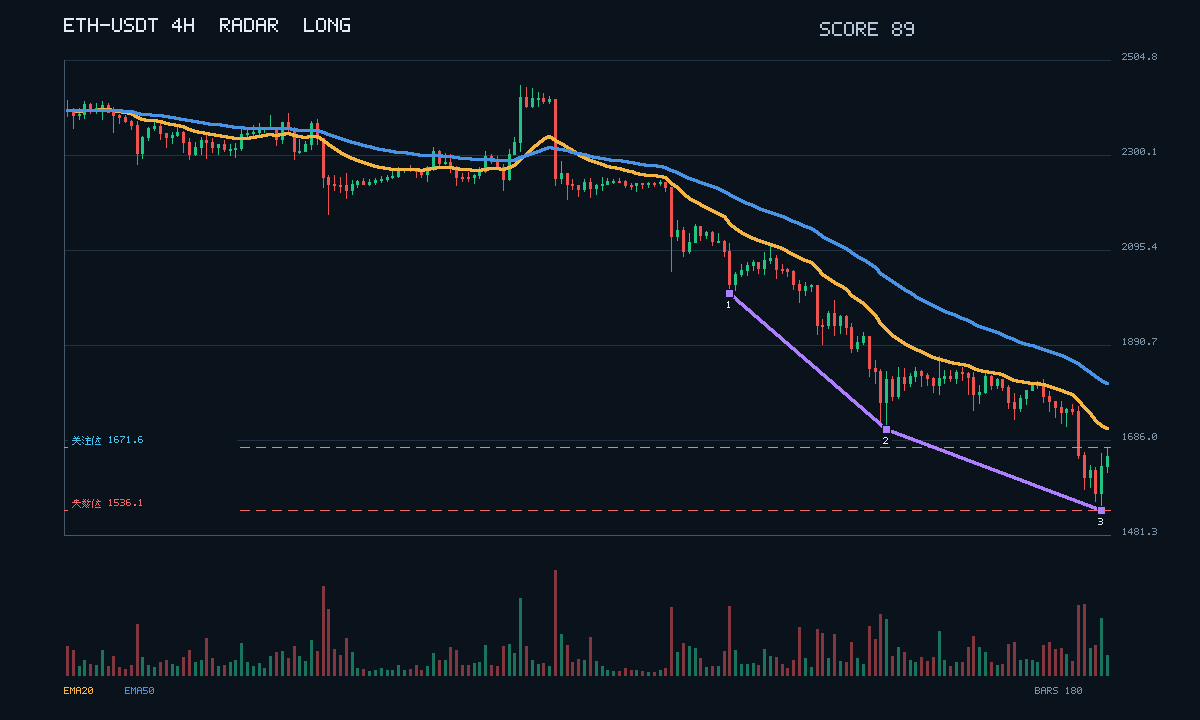 ETH-USDT 4H RADAR LONG
SCORE 89
2504.8
2300.1
2095.4
1890.7
1686.0
1481.3
关注位 1671.6
失效位 1536.1
1
2
3
EMA20 EMA50
BARS 180